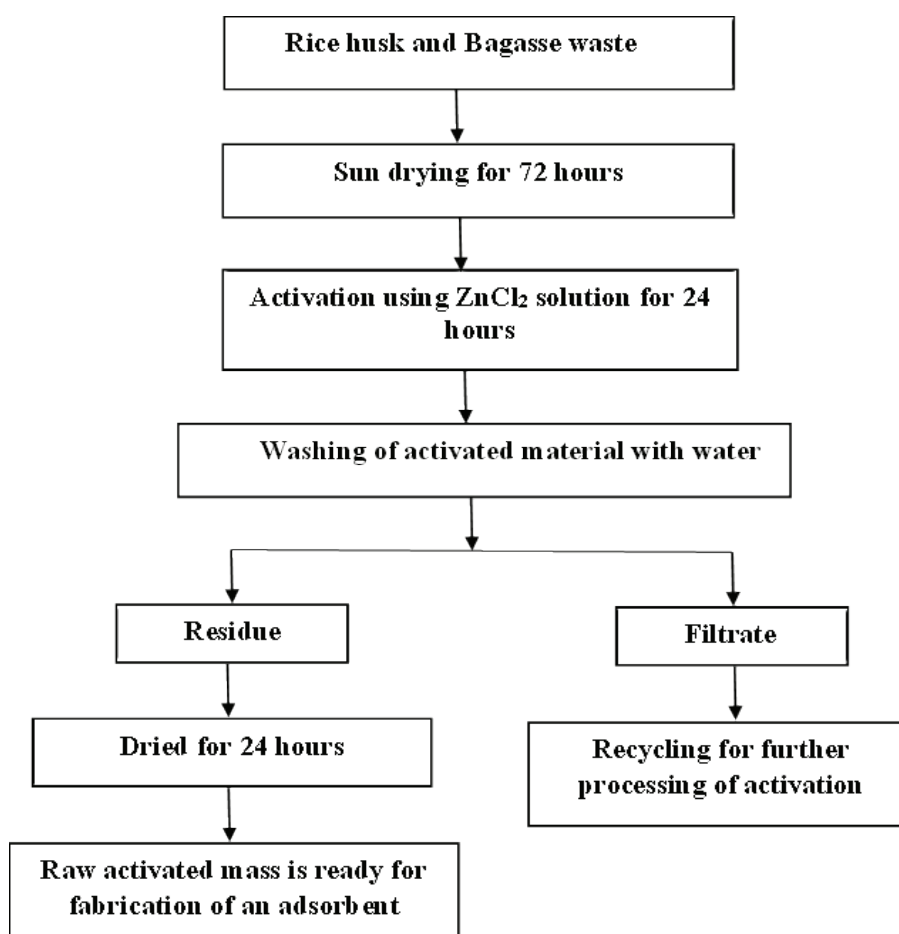 Rice husk and Bagasse waste
Sun drying for 72 hours
Activation using ZnCl₂ solution for 24
hours
Washing of activated material with water
Residue
Filtrate
Dried for 24 hours
Recycling for further
processing of activation
Raw activated mass is ready for
fabrication of an adsorbent